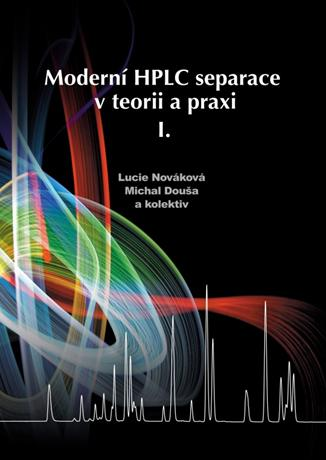 Moderní HPLC separace
v teorii a praxi
I.
Lucie Nováková
Michal Douša
a kolektiv